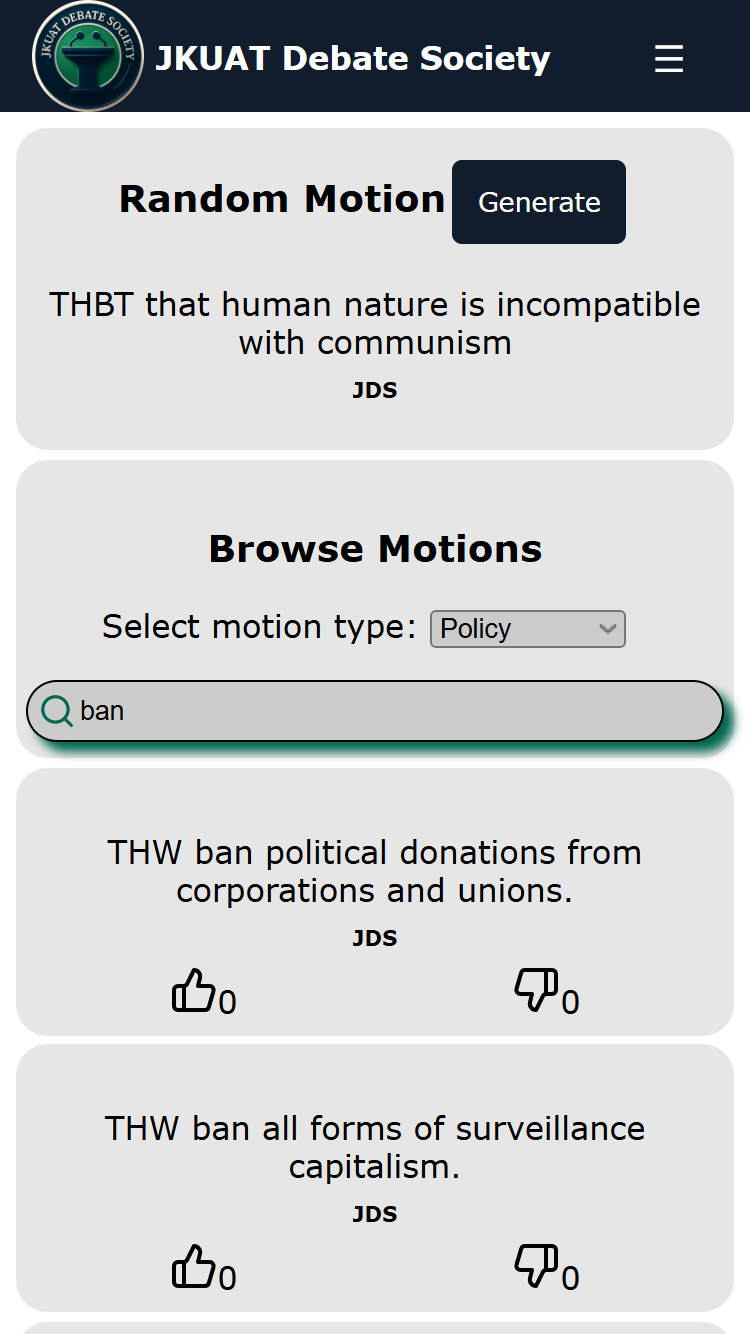 JKUAT DEBATE SOCIETY
JKUAT Debate Society
Random Motion
Generate
THBT that human nature is incompatible
with communism
JDS
Browse Motions
Select motion type: Policy
ban
THW ban political donations from
corporations and unions.
JDS
0 0
THW ban all forms of surveillance
capitalism.
JDS
0 0